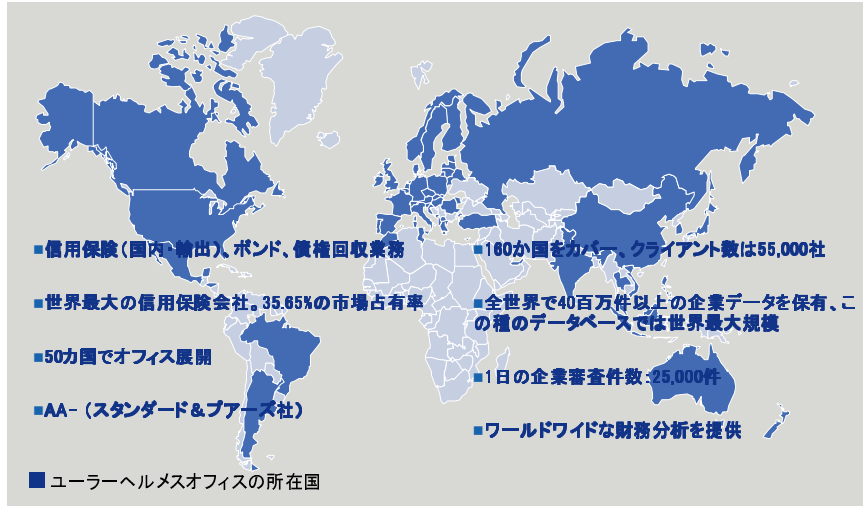 ■信用保険（国内・輸出）、ボンド、債権回収業務
■世界最大の信用保険会社。35.65%の市場占有率
■50カ国でオフィス展開
■AA-（スタンダード＆プアーズ社）
■160か国をカバー、クライアント数は55,000社
■全世界で40百万件以上の企業データを保有、こ
の種のデータベースでは世界最大規模
■1日の企業審査件数：25,000件
■ワールドワイドな財務分析を提供
■ユーラーヘルメスオフィスの所在国